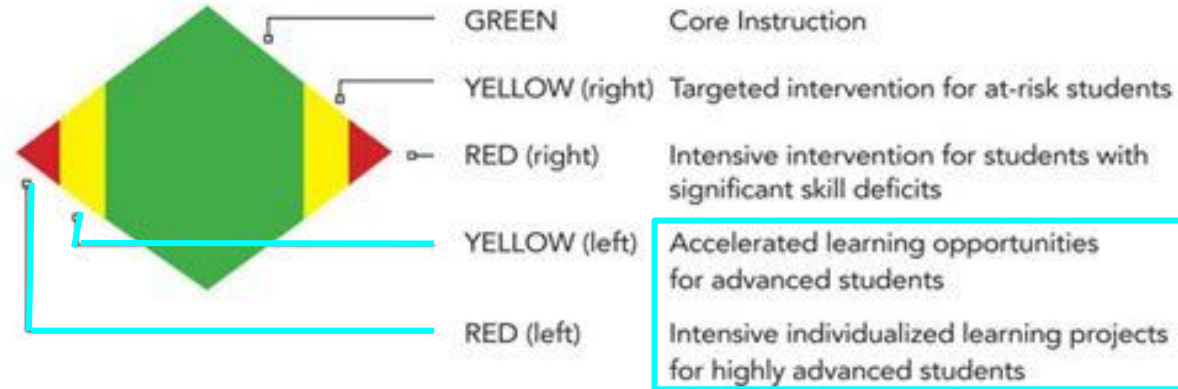 GREEN Core Instruction
YELLOW (right) Targeted intervention for at-risk students
RED (right) Intensive intervention for students with
significant skill deficits
YELLOW (left) Accelerated learning opportunities
for advanced students
RED (left) Intensive individualized learning projects
for highly advanced students